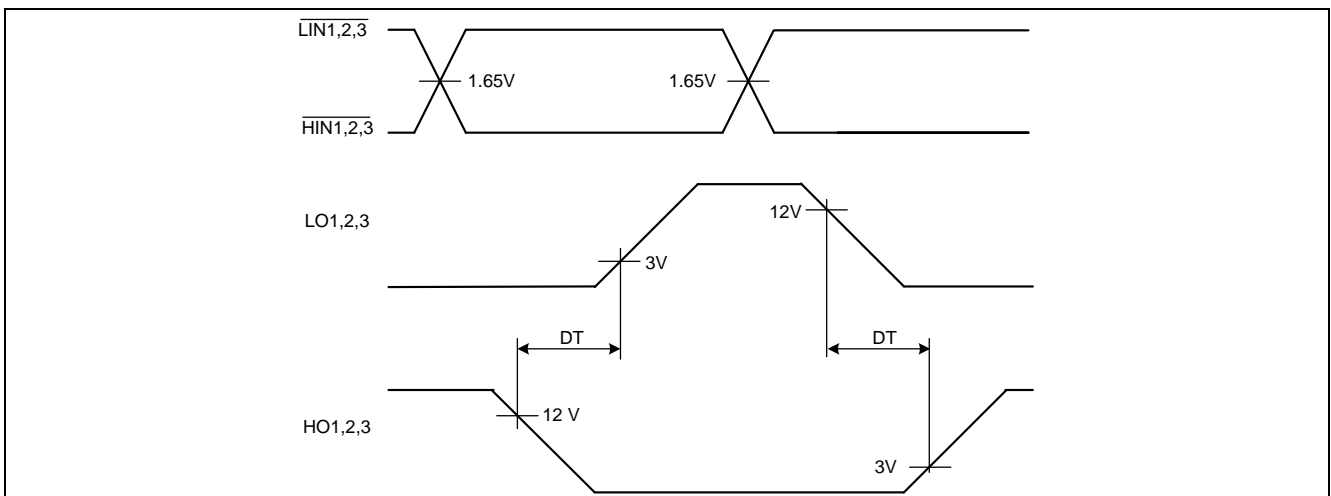 LIN1,2,3
1.65V
1.65V
HIN1,2,3
LO1,2,3
12V
3V
DT
DT
HO1,2,3
12 V
3V